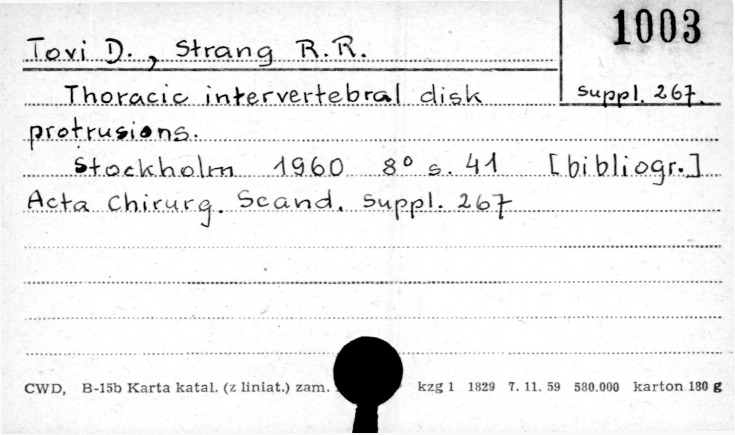 1003
Tovi D., Strang R.R.
suppl. 267.
Thoracic intervertebral disk
protrusions.
Stockholm 1960 8° s. 41 [bibliogr.]
Acta Chirurg. Scand. Suppl. 267
CWD, B-15b Karta katal. (z liniat.) zam. kzg 1 1829 7. 11. 59 580.000 karton 180 g